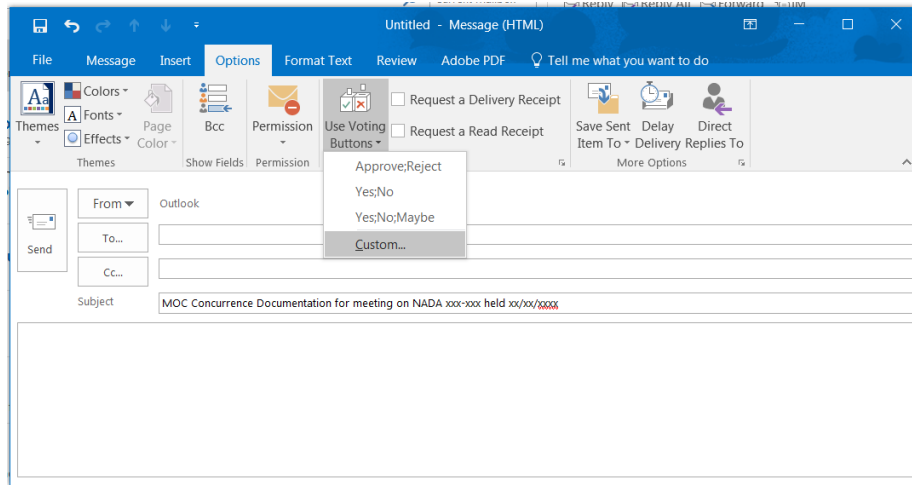 Reply Reply All Forward
Untitled - Message (HTML)
File Message Insert Options Format Text Review Adobe PDF Tell me what you want to do
Themes
Colors
Fonts
Effects
Page Color
Themes
Bcc
Show Fields
Permission
Permission
Use Voting Buttons
Request a Delivery Receipt
Request a Read Receipt
Save Sent Item To
Delay Delivery
Direct Replies To
More Options
Approve;Reject
Yes;No
Yes;No;Maybe
Custom...
Send
From
Outlook
To...
Cc...
Subject
MOC Concurrence Documentation for meeting on NADA xxx-xxx held xx/xx/xxxx